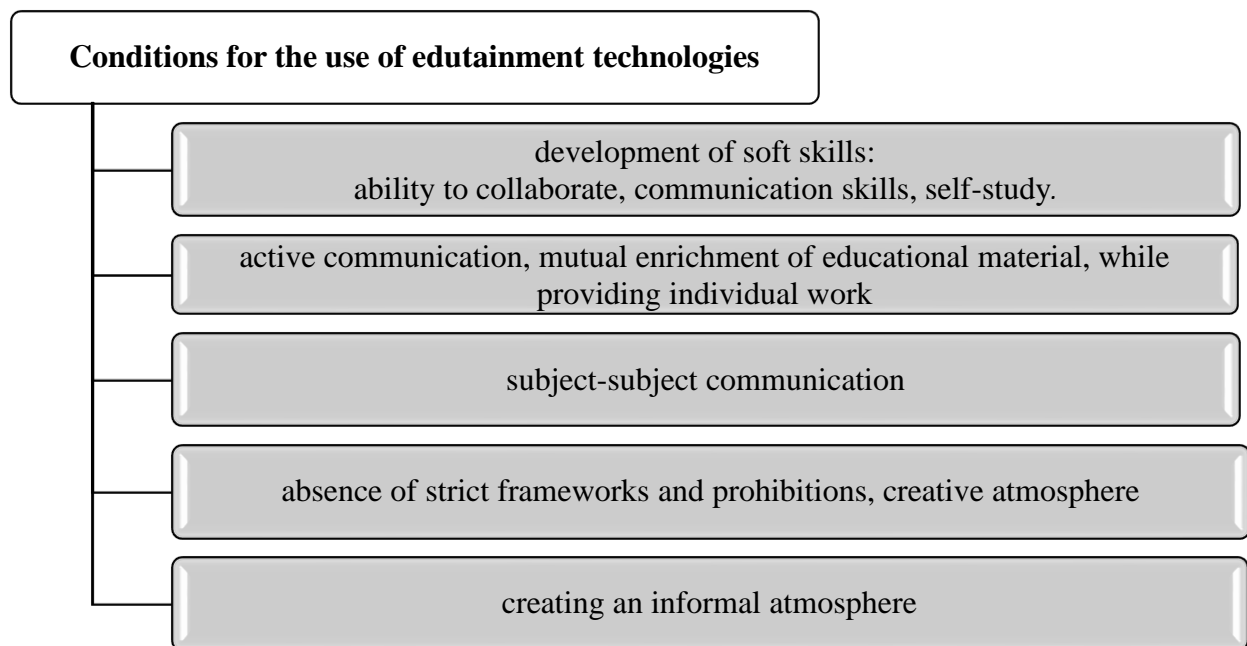 Conditions for the use of edutainment technologies
development of soft skills:
ability to collaborate, communication skills, self-study.
active communication, mutual enrichment of educational material, while
providing individual work
subject-subject communication
absence of strict frameworks and prohibitions, creative atmosphere
creating an informal atmosphere